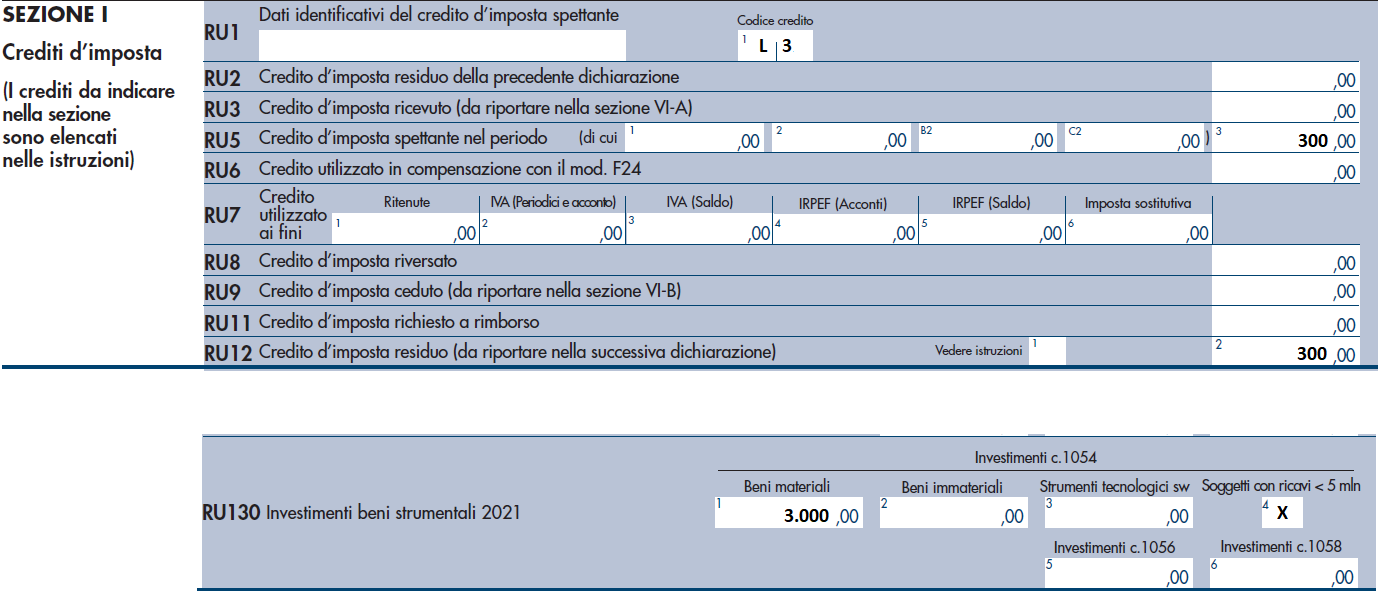 SEZIONE I
Crediti d'imposta
(I crediti da indicare
nella sezione
sono elencati
nelle istruzioni)
RU1 Dati identificativi del credito d'imposta spettante Codice credito
1 L 3
RU2 Credito d'imposta residuo della precedente dichiarazione ,00
RU3 Credito d'imposta ricevuto (da riportare nella sezione VI-A) ,00
RU5 Credito d'imposta spettante nel periodo (di cui 1 ,00 2 ,00 B2 ,00 C2 ,00 ) 3 300 ,00
RU6 Credito utilizzato in compensazione con il mod. F24 ,00
RU7 Credito utilizzato ai fini
Ritenute IVA (Periodici e acconto) IVA (Saldo) IRPEF (Acconti) IRPEF (Saldo) Imposta sostitutiva
1 ,00 2 ,00 3 ,00 4 ,00 5 ,00 6 ,00
RU8 Credito d'imposta riversato ,00
RU9 Credito d'imposta ceduto (da riportare nella sezione VI-B) ,00
RU11 Credito d'imposta richiesto a rimborso ,00
RU12 Credito d'imposta residuo (da riportare nella successiva dichiarazione) Vedere istruzioni 1 2 300 ,00
Investimenti c.1054
Beni materiali Beni immateriali Strumenti tecnologici sw Soggetti con ricavi < 5 mln
RU130 Investimenti beni strumentali 2021 1 3.000 ,00 2 ,00 3 ,00 4 X
Investimenti c.1056 Investimenti c.1058
5 ,00 6 ,00